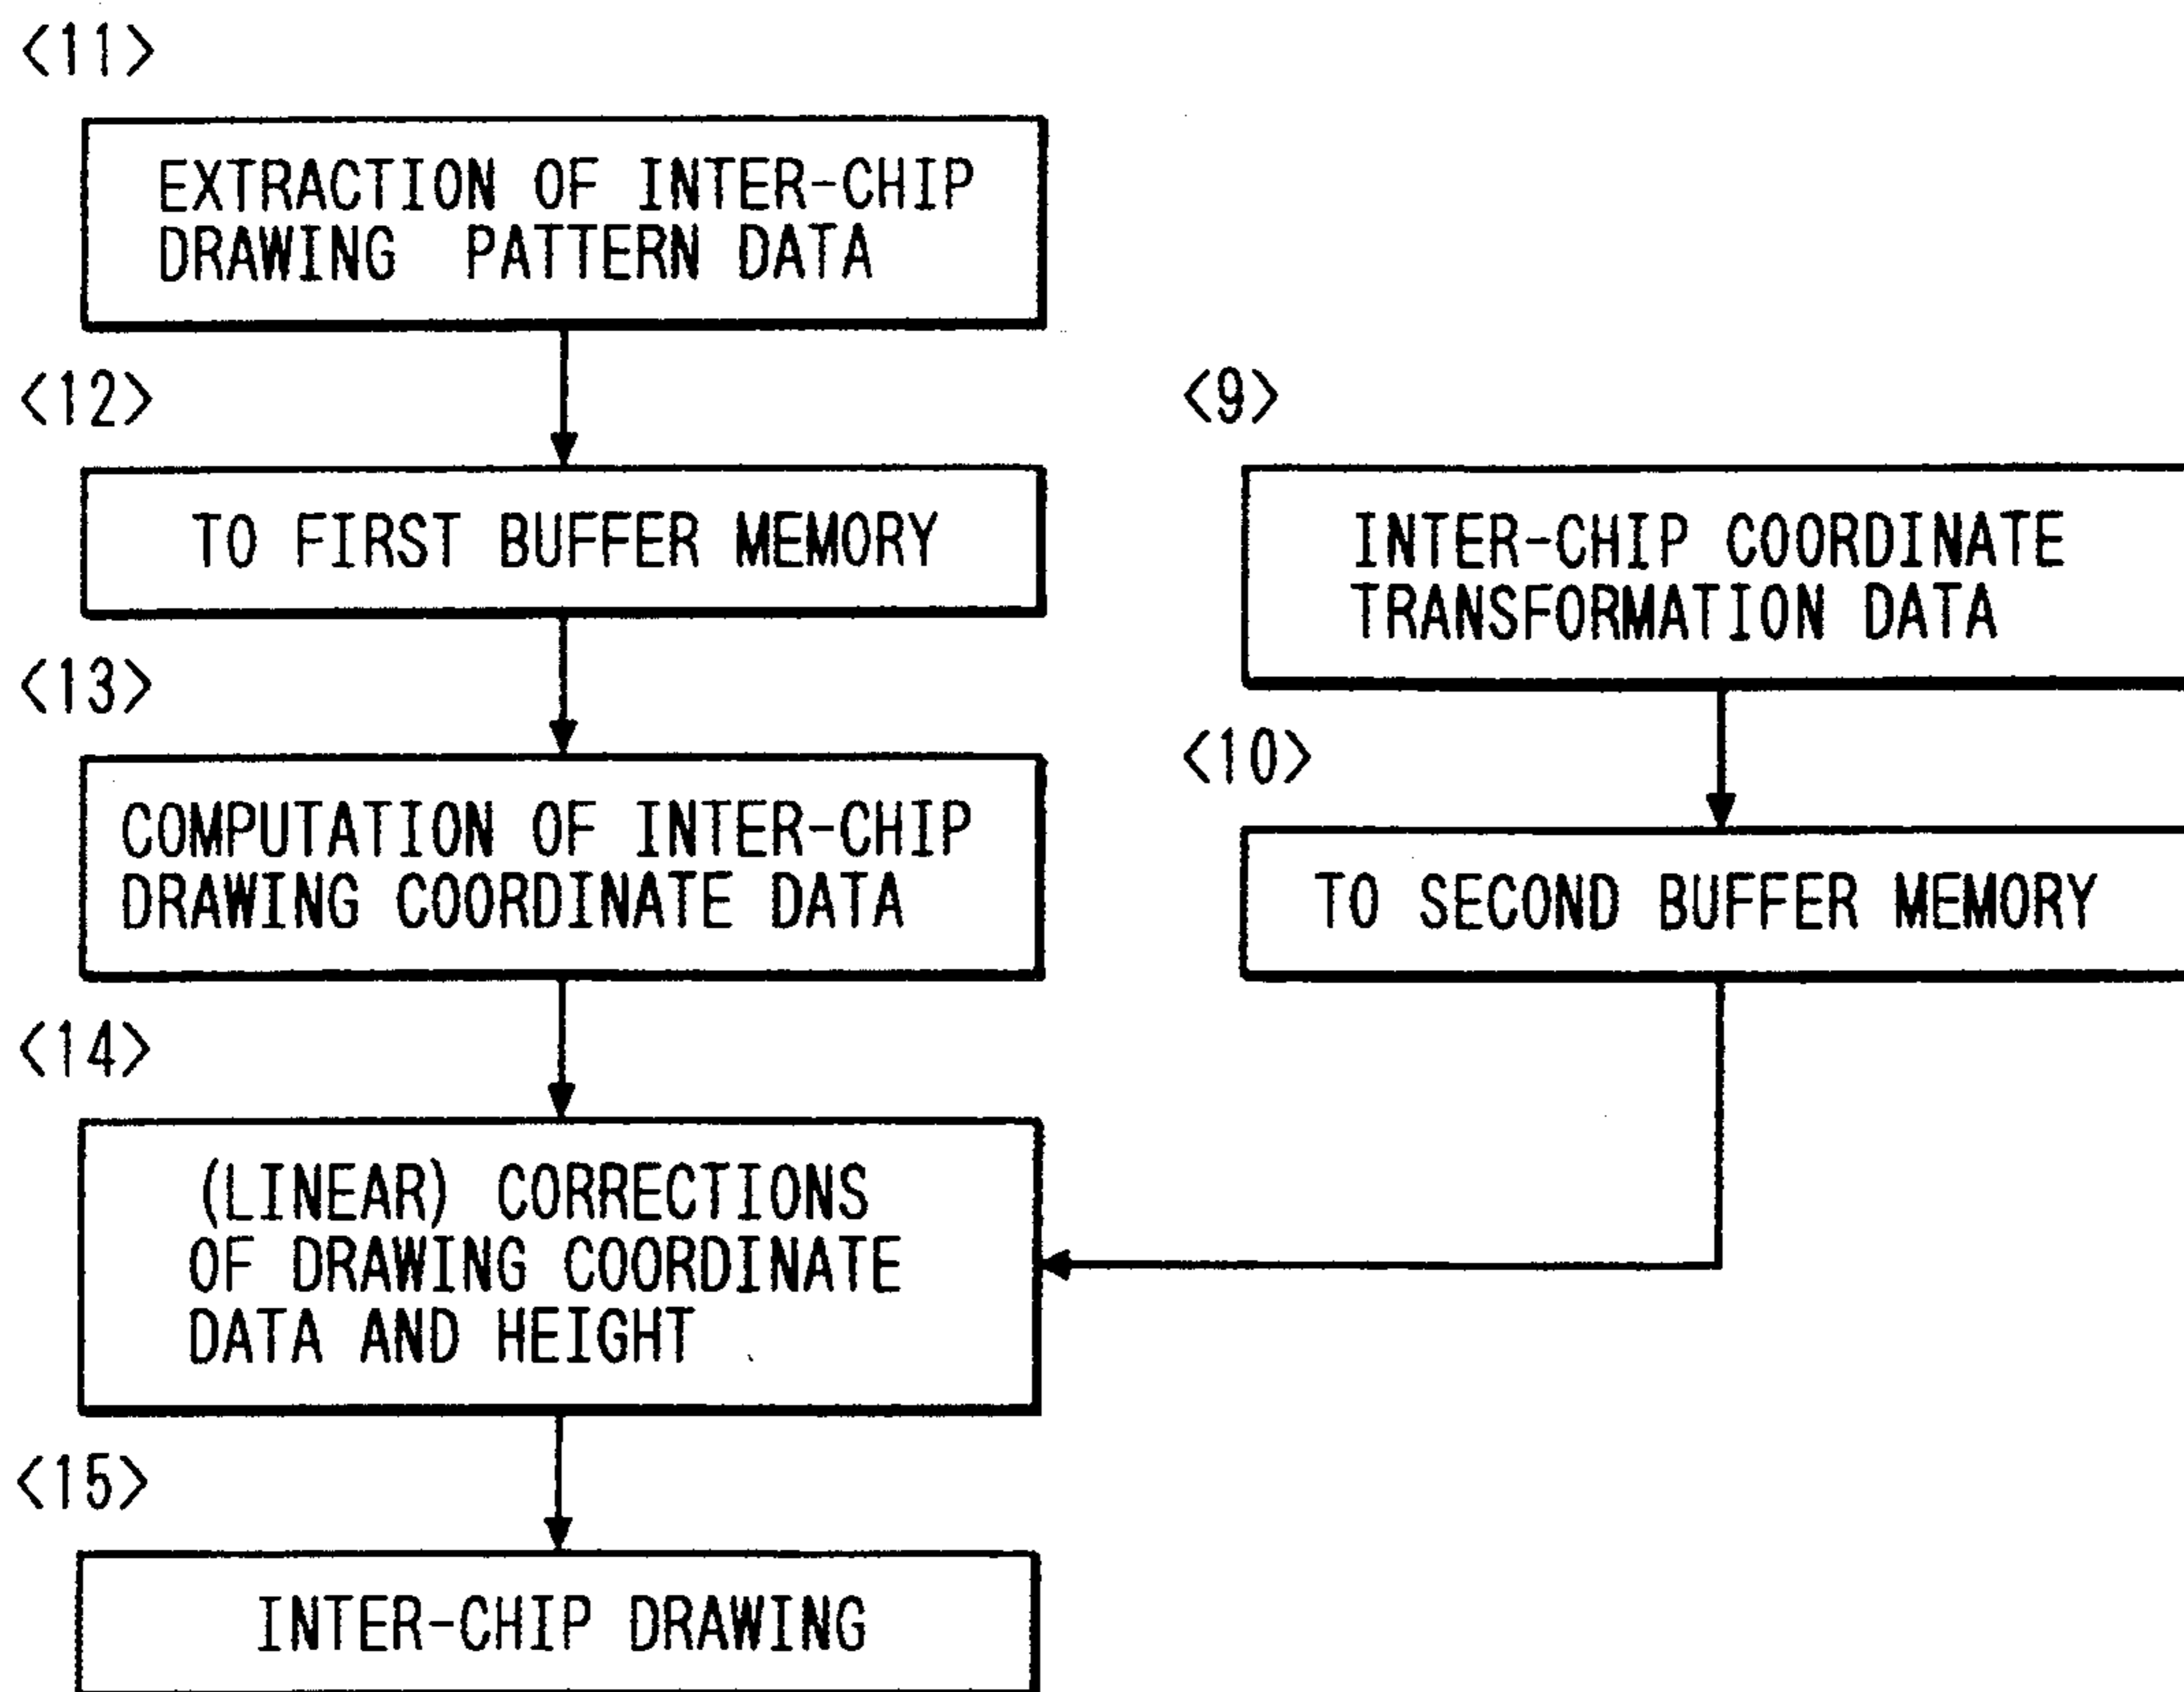 <11>
EXTRACTION OF INTER-CHIP
DRAWING PATTERN DATA
<12>
TO FIRST BUFFER MEMORY
<13>
COMPUTATION OF INTER-CHIP
DRAWING COORDINATE DATA
<14>
(LINEAR) CORRECTIONS
OF DRAWING COORDINATE
DATA AND HEIGHT
<15>
INTER-CHIP DRAWING
<9>
INTER-CHIP COORDINATE
TRANSFORMATION DATA
<10>
TO SECOND BUFFER MEMORY